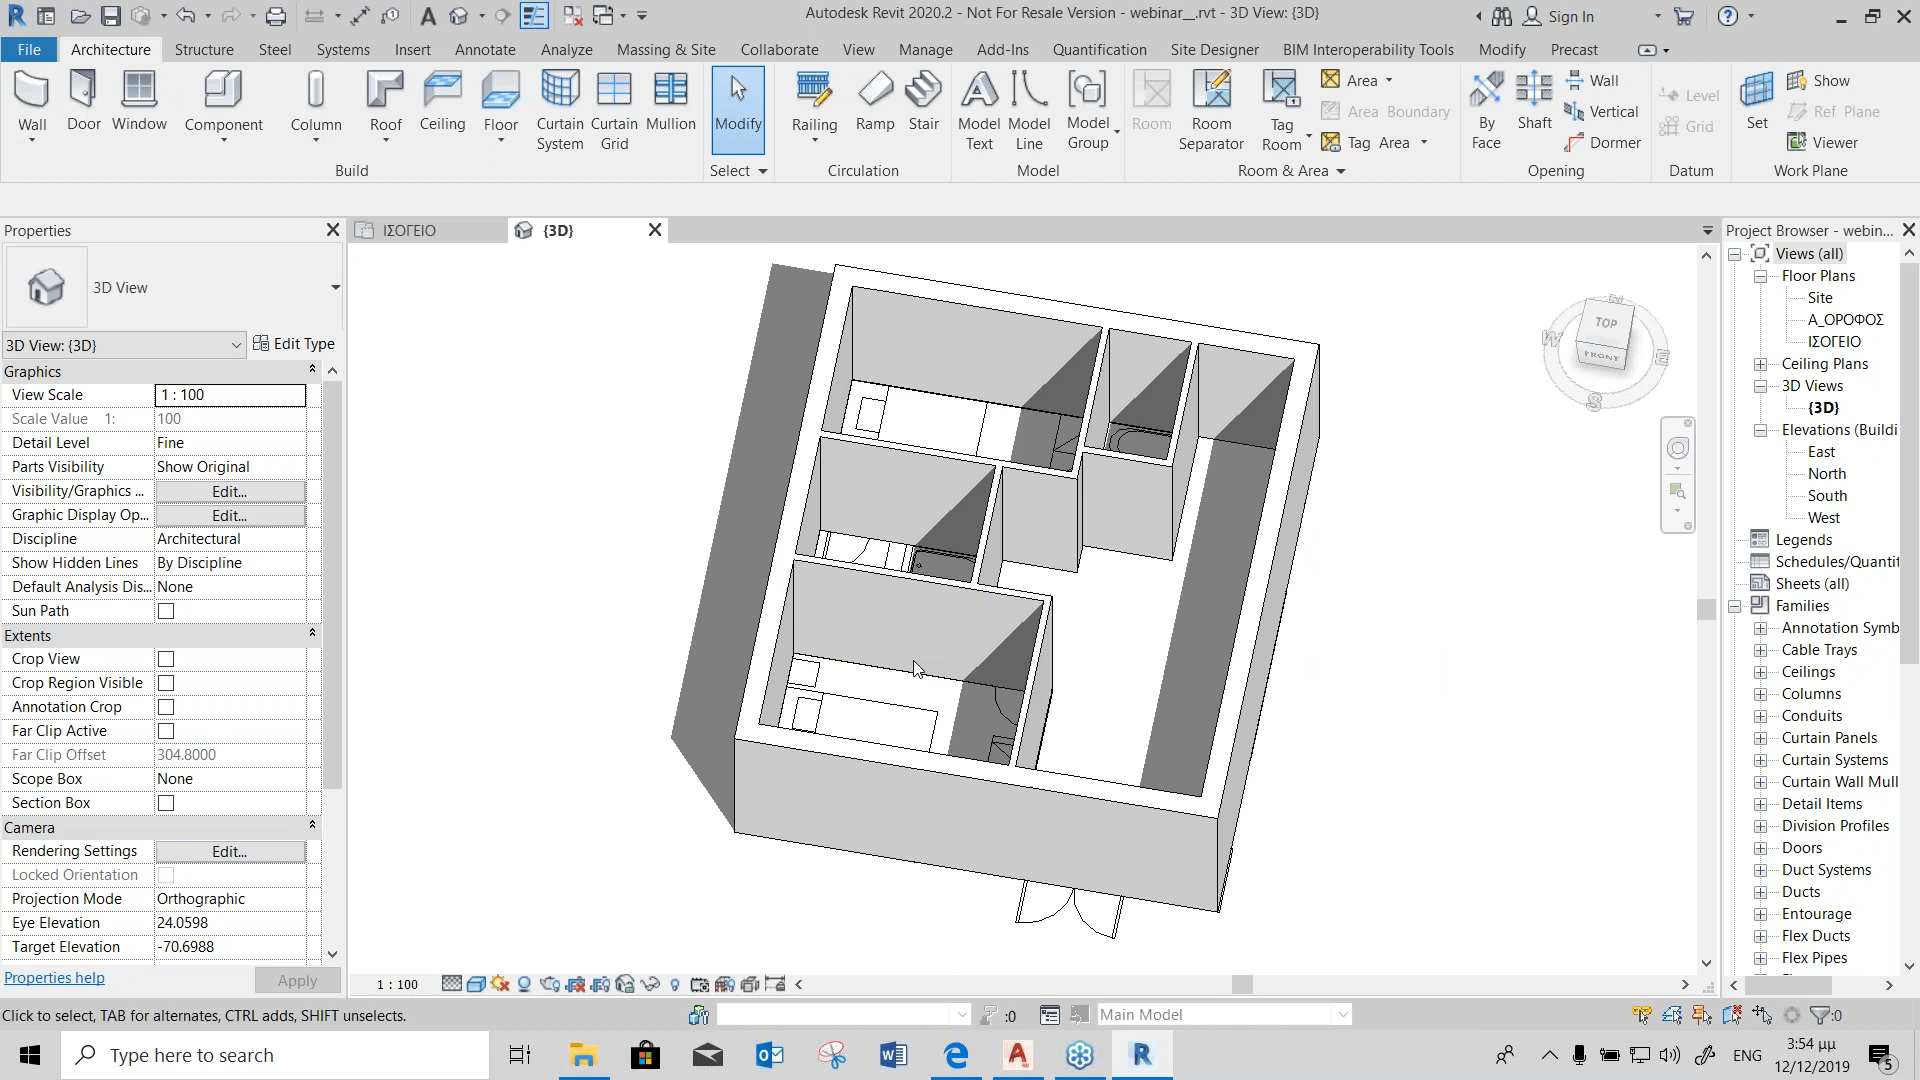 Autodesk Revit 2020.2 - Not For Resale Version - webinar__.rvt - 3D View: {3D}
Sign In
File Architecture Structure Steel Systems Insert Annotate Analyze Massing & Site Collaborate View Manage Add-Ins Quantification Site Designer BIM Interoperability Tools Modify Precast
Wall Door Window Component Column Roof Ceiling Floor Curtain System Curtain Grid Mullion Modify Railing Ramp Stair Model Text Model Line Model Group Room Room Separator Tag Room
Area
Area Boundary
Tag Area
By Face Shaft
Wall
Vertical
Dormer
Level
Grid
Set
Show
Ref Plane
Viewer
Build Select Circulation Model Room & Area Opening Datum Work Plane
Properties
3D View
3D View: {3D} Edit Type
Graphics
View Scale 1 : 100
Scale Value 1: 100
Detail Level Fine
Parts Visibility Show Original
Visibility/Graphics ... Edit...
Graphic Display Op... Edit...
Discipline Architectural
Show Hidden Lines By Discipline
Default Analysis Dis... None
Sun Path
Extents
Crop View
Crop Region Visible
Annotation Crop
Far Clip Active
Far Clip Offset 304.8000
Scope Box None
Section Box
Camera
Rendering Settings Edit...
Locked Orientation
Projection Mode Orthographic
Eye Elevation 24.0598
Target Elevation -70.6988
Properties help Apply
ΙΣΟΓΕΙΟ {3D}
N
TOP
W
FRONT
E
S
1 : 100
Project Browser - webin...
Views (all)
Floor Plans
Site
Α_ΟΡΟΦΟΣ
ΙΣΟΓΕΙΟ
Ceiling Plans
3D Views
{3D}
Elevations (Buildi
East
North
South
West
Legends
Schedules/Quantit
Sheets (all)
Families
Annotation Symb
Cable Trays
Ceilings
Columns
Conduits
Curtain Panels
Curtain Systems
Curtain Wall Mull
Detail Items
Division Profiles
Doors
Duct Systems
Ducts
Entourage
Flex Ducts
Flex Pipes
Click to select, TAB for alternates, CTRL adds, SHIFT unselects.
:0
Main Model
:0
Type here to search
ENG
3:54 μμ
12/12/2019
5